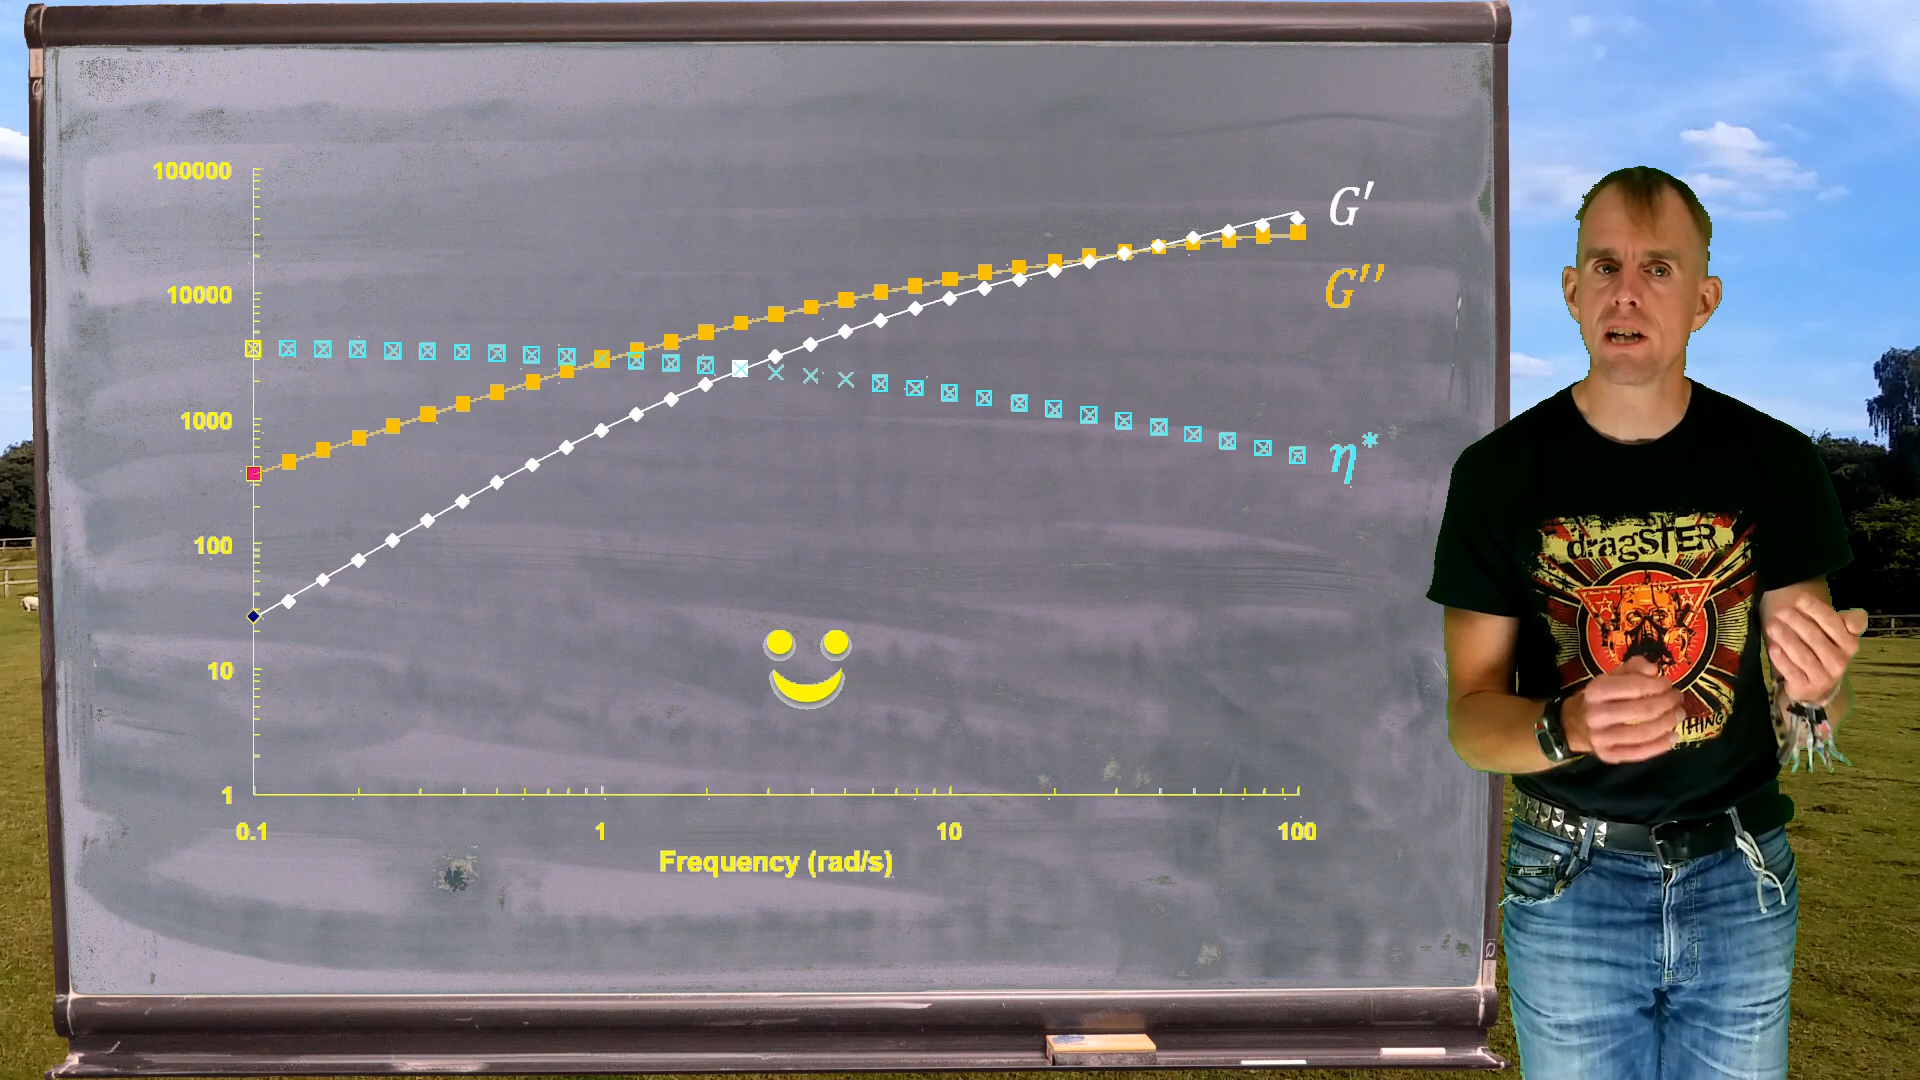 100000
10000
1000
100
10
1
0.1 1 10 100
Frequency (rad/s)
G′
G′′
η*
dragSTER